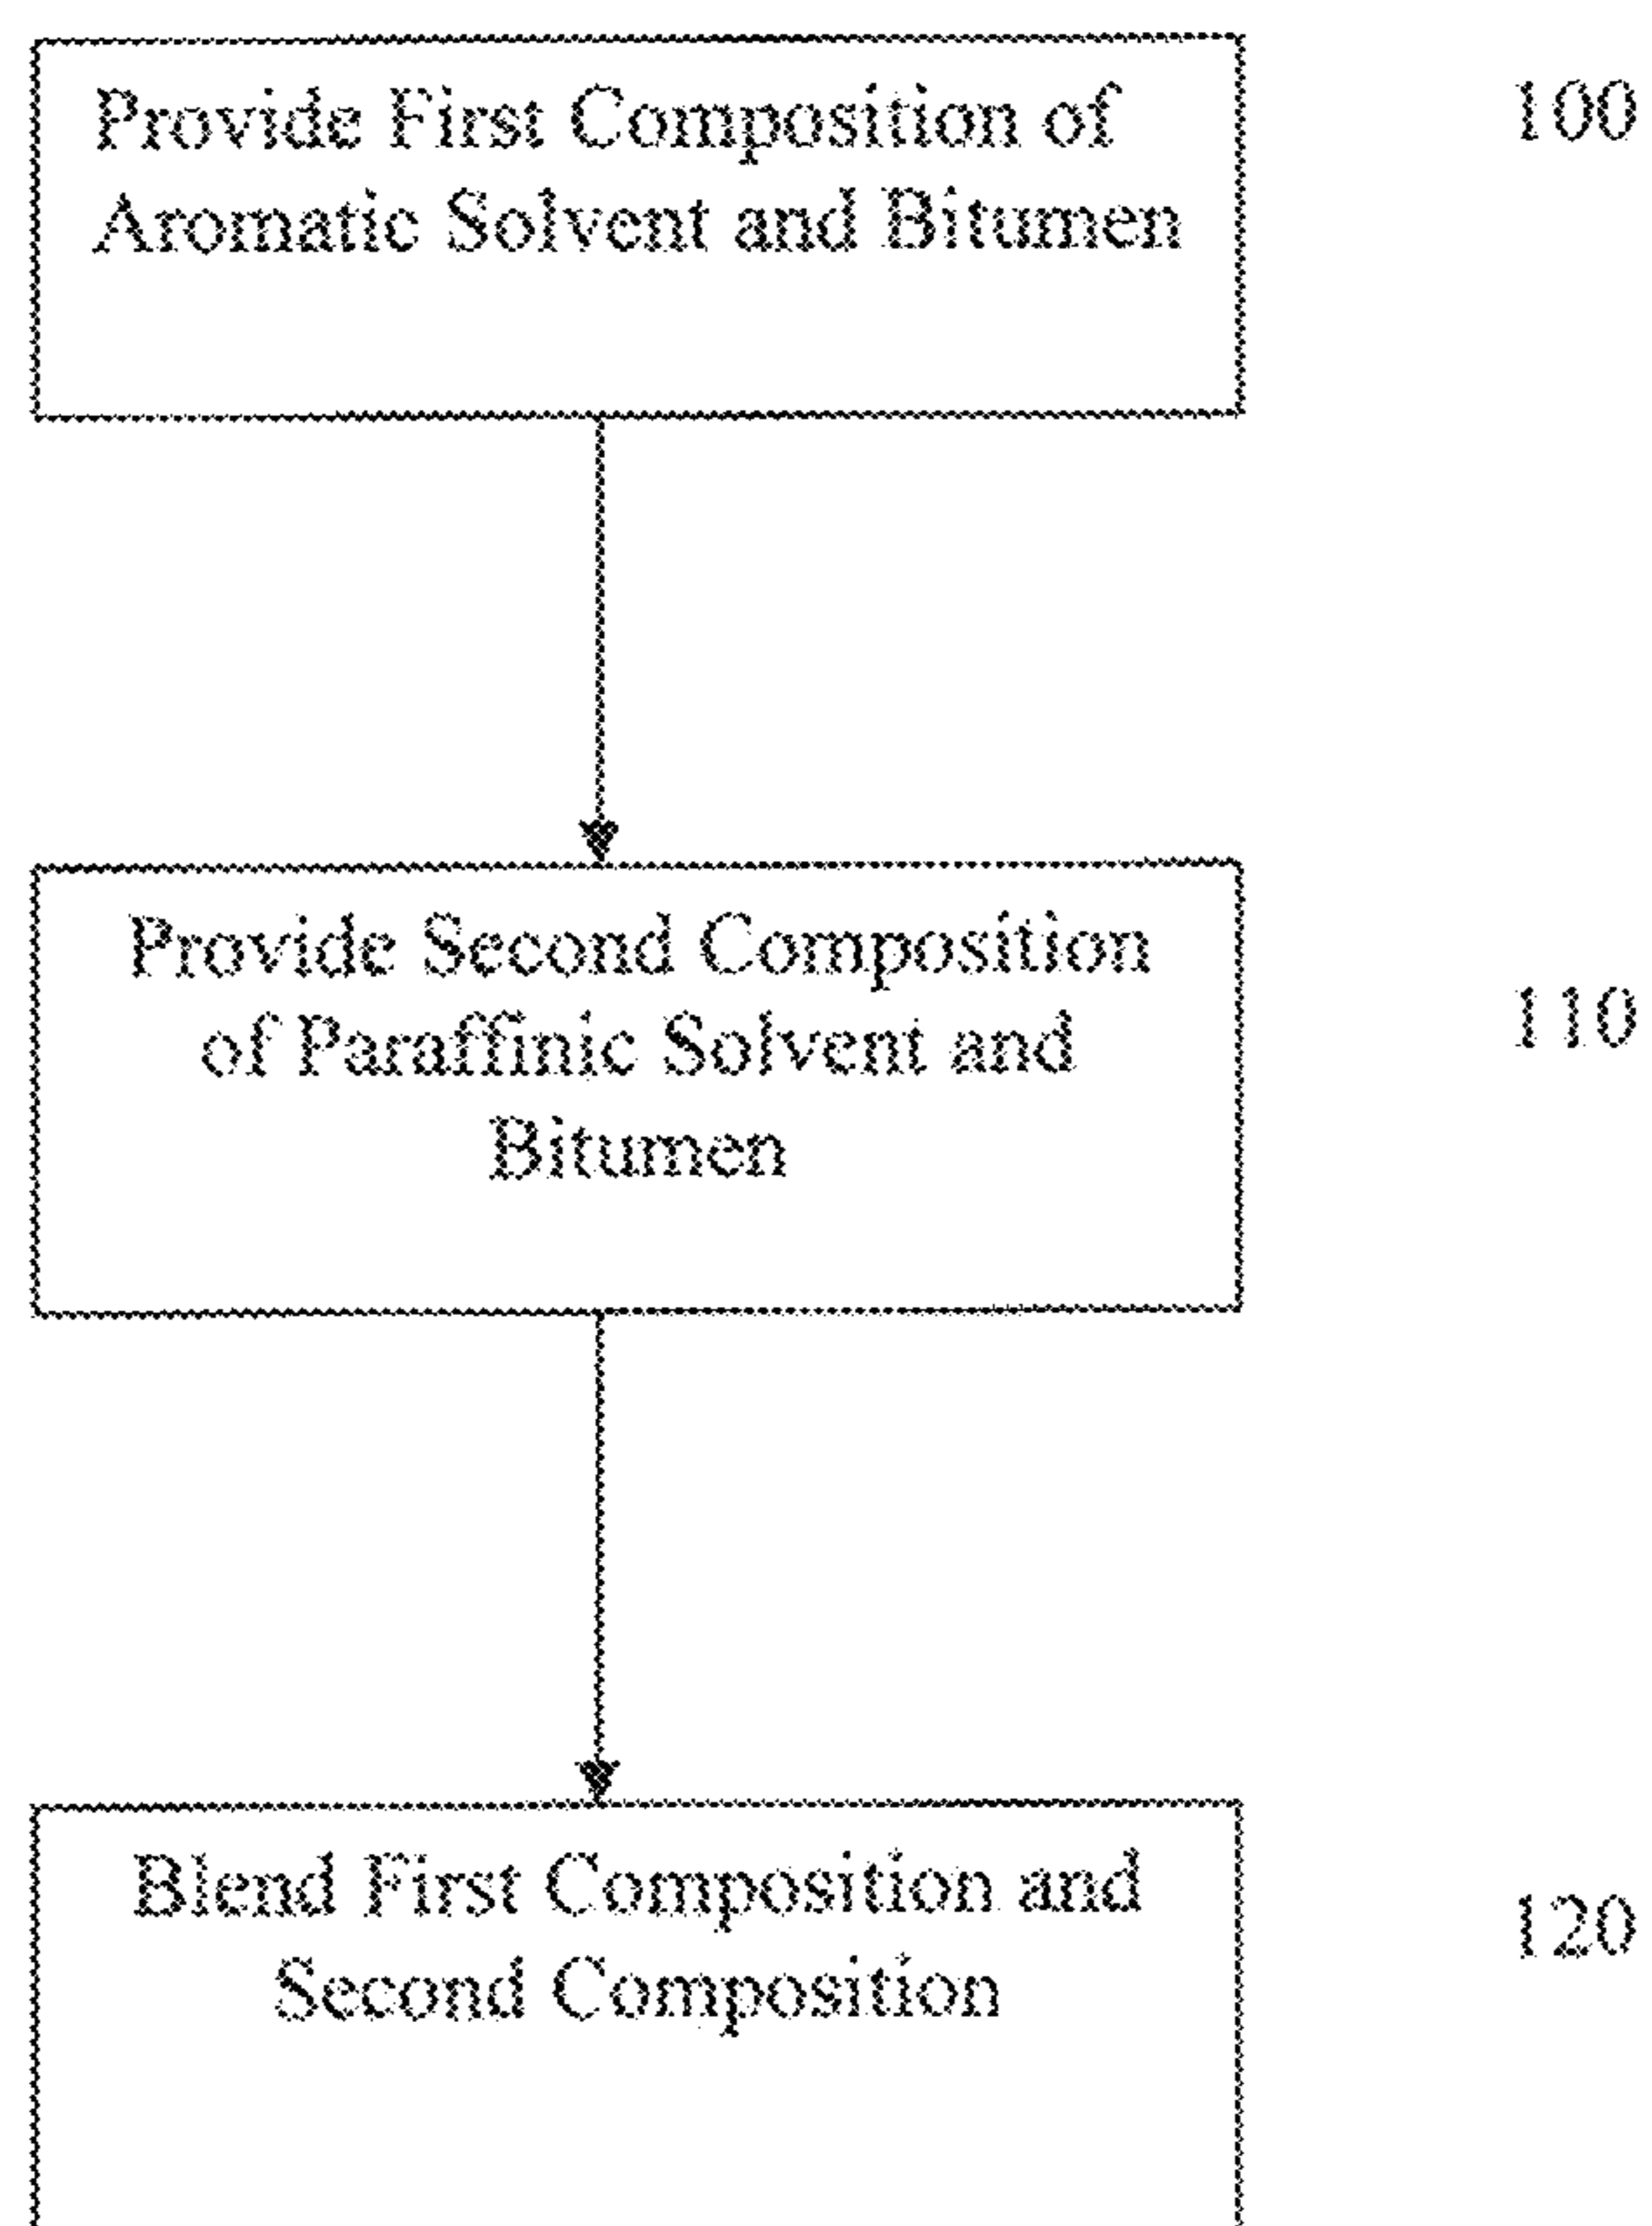 Provide First Composition of
Aromatic Solvent and Bitumen
100
Provide Second Composition
of Paraffinic Solvent and
Bitumen
110
Blend First Composition and
Second Composition
120